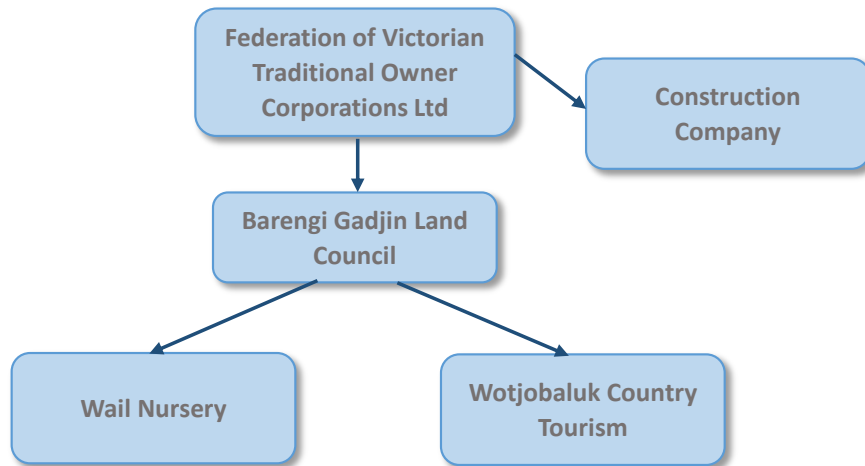 Federation of Victorian
Traditional Owner
Corporations Ltd
Construction
Company
Barengi Gadjin Land
Council
Wail Nursery
Wotjobaluk Country
Tourism